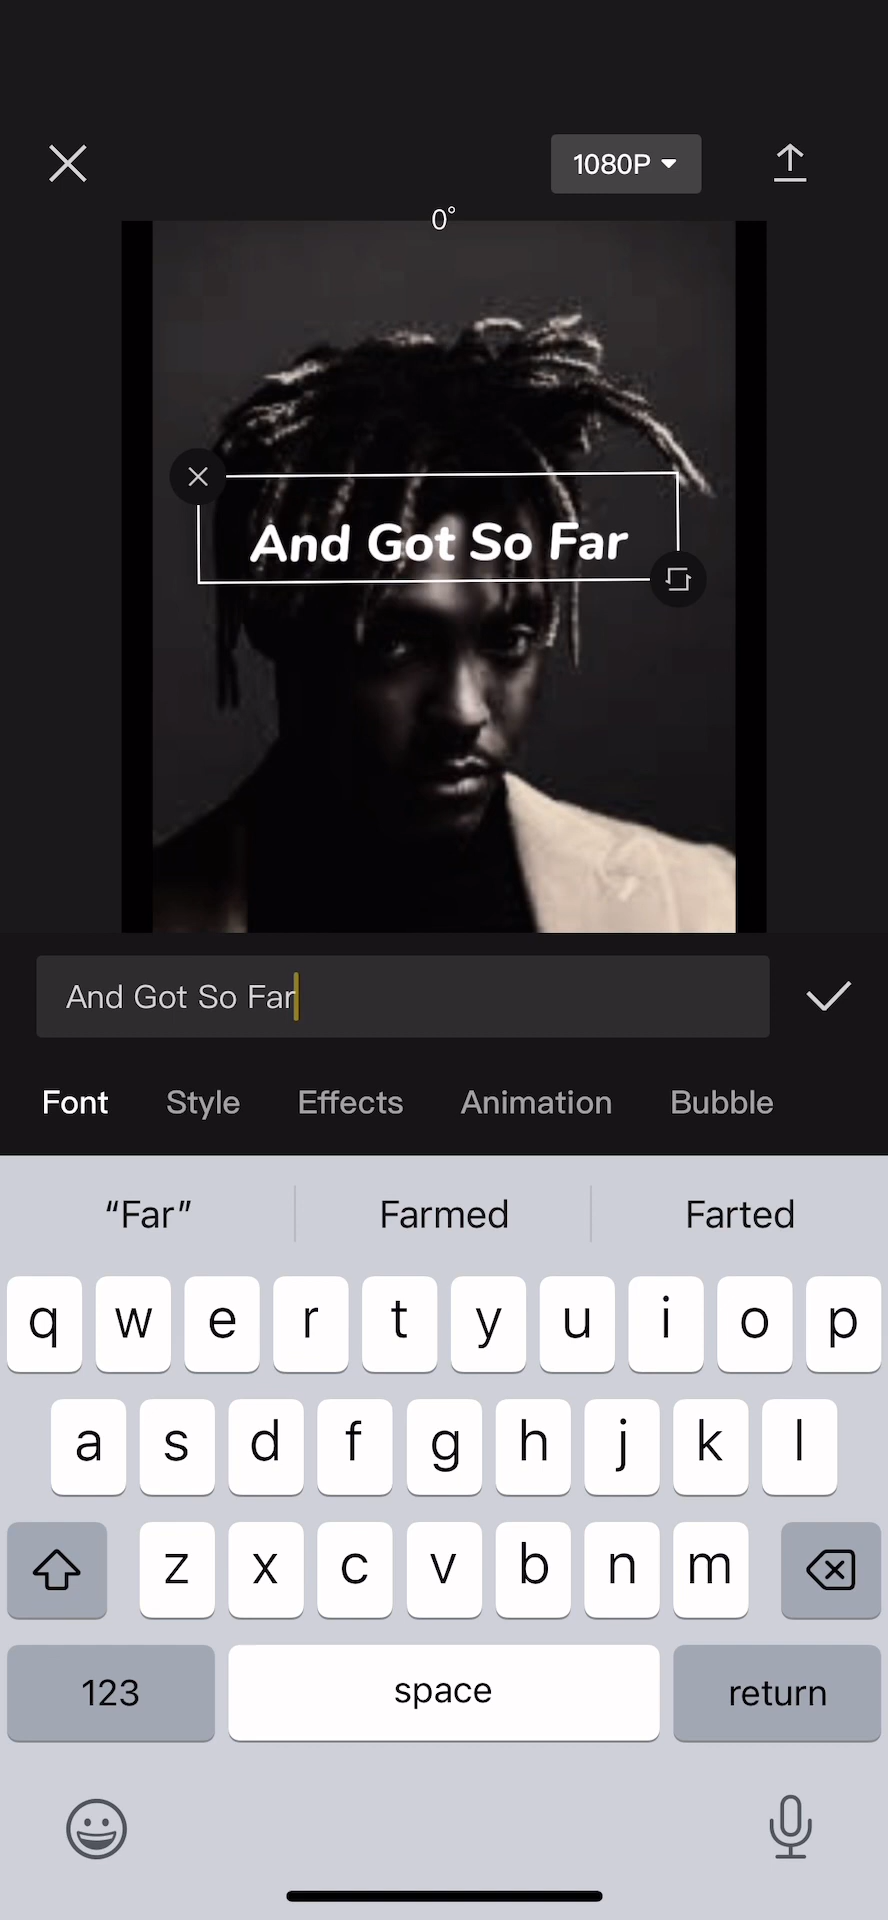 1080P
0°
And Got So Far
And Got So Far
Font Style Effects Animation Bubble
“Far” Farmed Farted
q w e r t y u i o p
a s d f g h j k l
z x c v b n m
123 space return